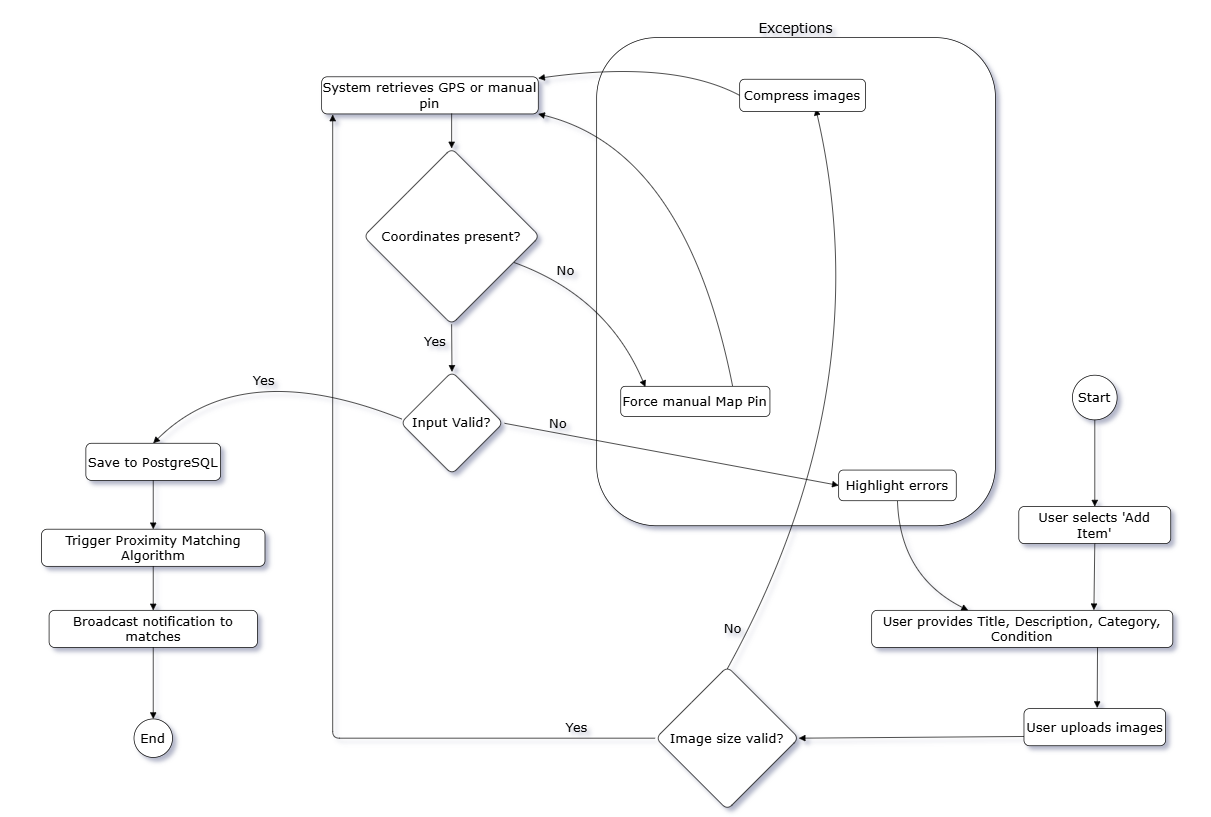 Exceptions
System retrieves GPS or manual
pin
Compress images
Coordinates present?
No
Yes
Force manual Map Pin
Yes
Input Valid?
No
Start
Save to PostgreSQL
Highlight errors
User selects 'Add
Item'
Trigger Proximity Matching
Algorithm
Broadcast notification to
matches
User provides Title, Description, Category,
Condition
No
Yes
Image size valid?
User uploads images
End